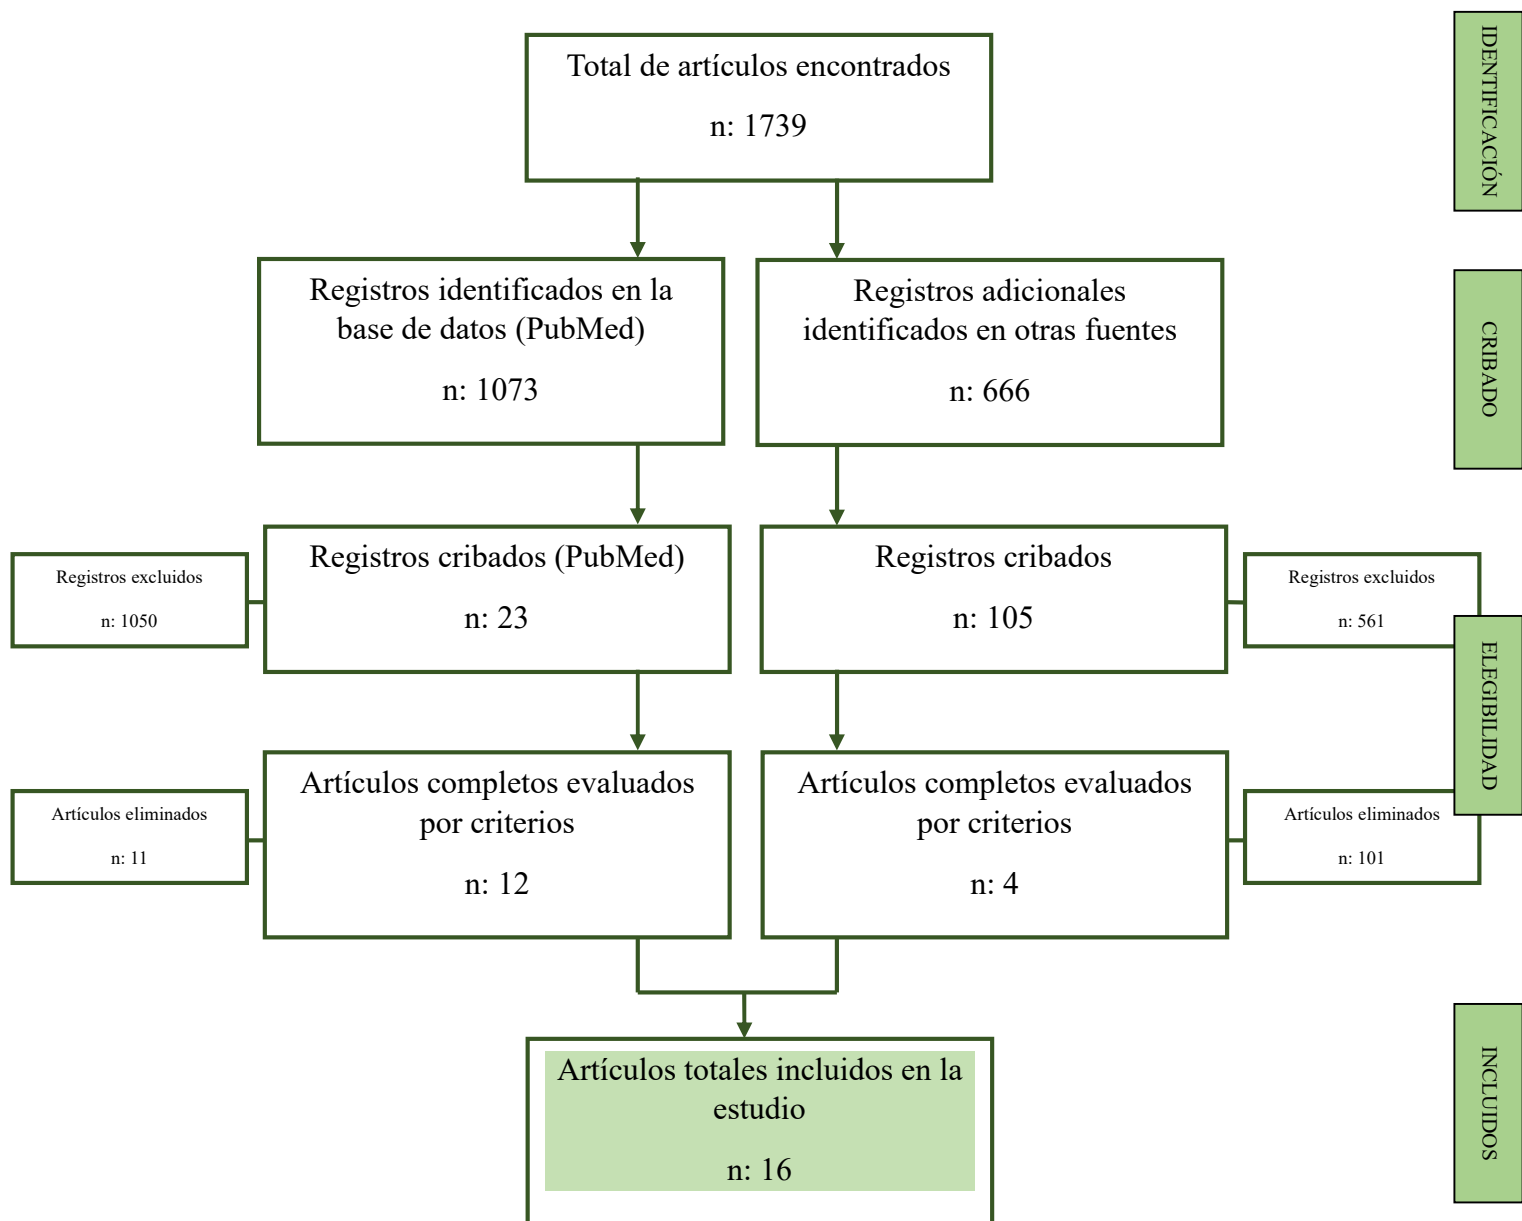 IDENTIFICACIÓN
Total de artículos encontrados
n: 1739
CRIBADO
Registros identificados en la
base de datos (PubMed)
n: 1073
Registros adicionales
identificados en otras fuentes
n: 666
Registros excluidos
n: 1050
Registros cribados (PubMed)
n: 23
Registros cribados
n: 105
Registros excluidos
n: 561
ELEGIBILIDAD
Artículos eliminados
n: 11
Artículos completos evaluados
por criterios
n: 12
Artículos completos evaluados
por criterios
n: 4
Artículos eliminados
n: 101
INCLUIDOS
Artículos totales incluidos en la
estudio
n: 16